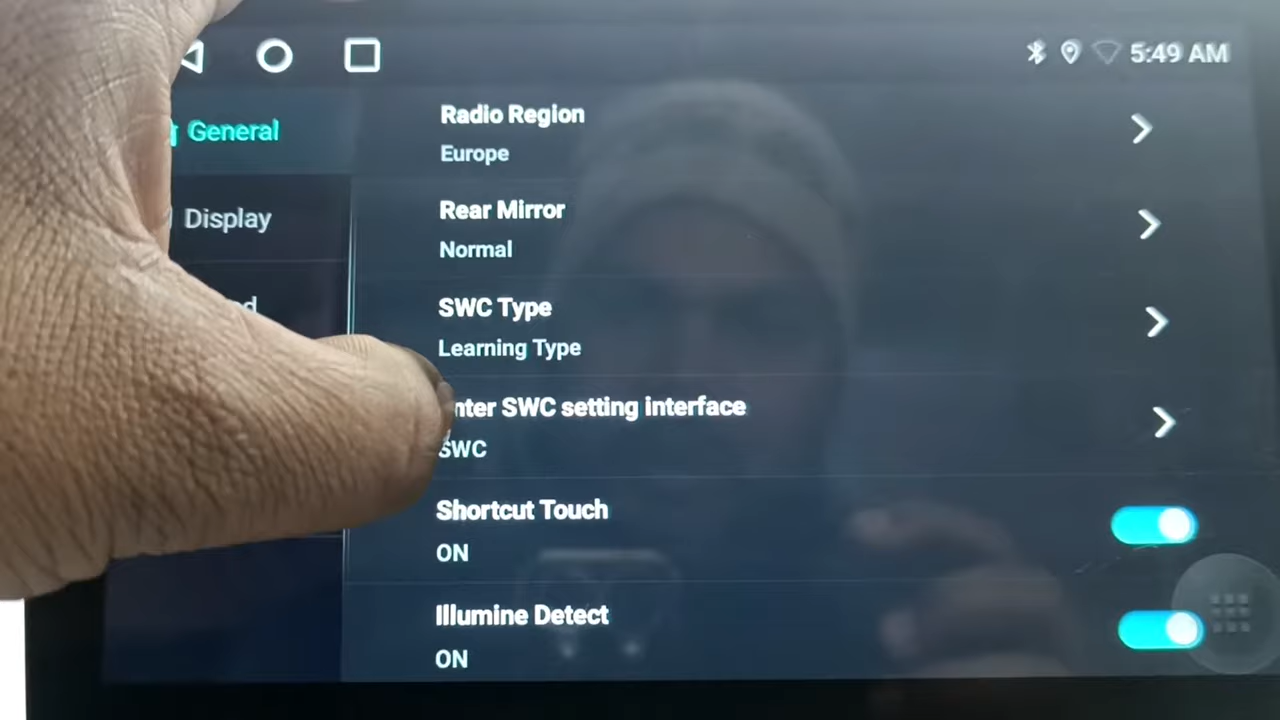 5:49 AM
General
Display
Radio Region
Europe
Rear Mirror
Normal
SWC Type
Learning Type
SWC setting interface
SWC
Shortcut Touch
ON
Illumine Detect
ON